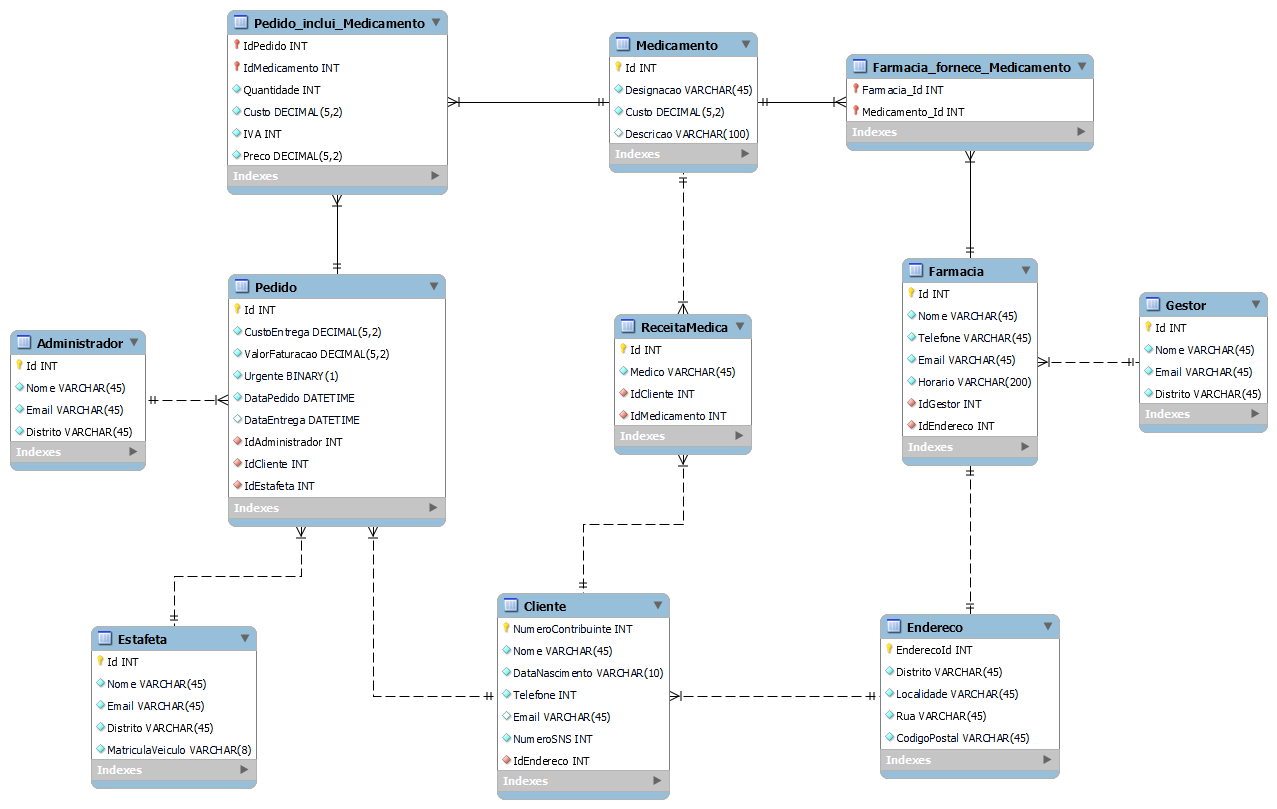 Pedido_inclui_Medicamento
IdPedido INT
IdMedicamento INT
Quantidade INT
Custo DECIMAL(5,2)
IVA INT
Preco DECIMAL(5,2)
Indexes
Medicamento
Id INT
Designacao VARCHAR(45)
Custo DECIMAL(5,2)
Descricao VARCHAR(100)
Indexes
Farmacia_fornece_Medicamento
Farmacia_Id INT
Medicamento_Id INT
Indexes
Administrador
Id INT
Nome VARCHAR(45)
Email VARCHAR(45)
Distrito VARCHAR(45)
Indexes
Pedido
Id INT
CustoEntrega DECIMAL(5,2)
ValorFaturacao DECIMAL(5,2)
Urgente BINARY(1)
DataPedido DATETIME
DataEntrega DATETIME
IdAdministrador INT
IdCliente INT
IdEstafeta INT
Indexes
ReceitaMedica
Id INT
Medico VARCHAR(45)
IdCliente INT
IdMedicamento INT
Indexes
Farmacia
Id INT
Nome VARCHAR(45)
Telefone VARCHAR(45)
Email VARCHAR(45)
Horario VARCHAR(200)
IdGestor INT
IdEndereco INT
Indexes
Gestor
Id INT
Nome VARCHAR(45)
Email VARCHAR(45)
Distrito VARCHAR(45)
Indexes
Estafeta
Id INT
Nome VARCHAR(45)
Email VARCHAR(45)
Distrito VARCHAR(45)
MatriculaVeiculo VARCHAR(8)
Indexes
Cliente
NumeroContribuinte INT
Nome VARCHAR(45)
DataNascimento VARCHAR(10)
Telefone INT
Email VARCHAR(45)
NumeroSNS INT
IdEndereco INT
Indexes
Endereco
EnderecoId INT
Distrito VARCHAR(45)
Localidade VARCHAR(45)
Rua VARCHAR(45)
CodigoPostal VARCHAR(45)
Indexes